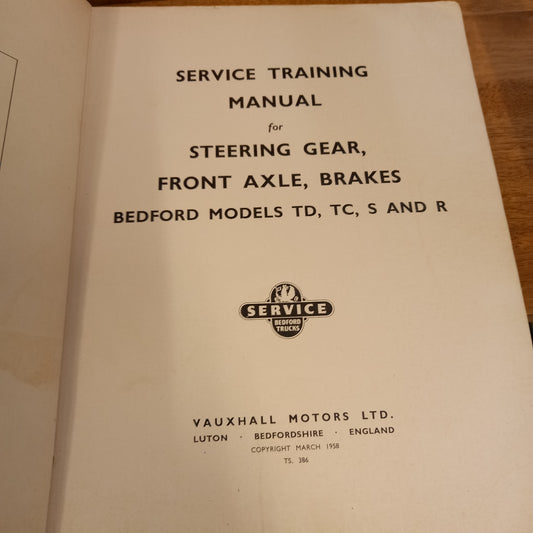 SERVICE TRAINING
MANUAL
for
STEERING GEAR,
FRONT AXLE, BRAKES
BEDFORD MODELS TD, TC, S AND R
SERVICE
BEDFORD
TRUCKS
VAUXHALL MOTORS LTD.
LUTON · BEDFORDSHIRE · ENGLAND
COPYRIGHT MARCH 1958
TS. 386